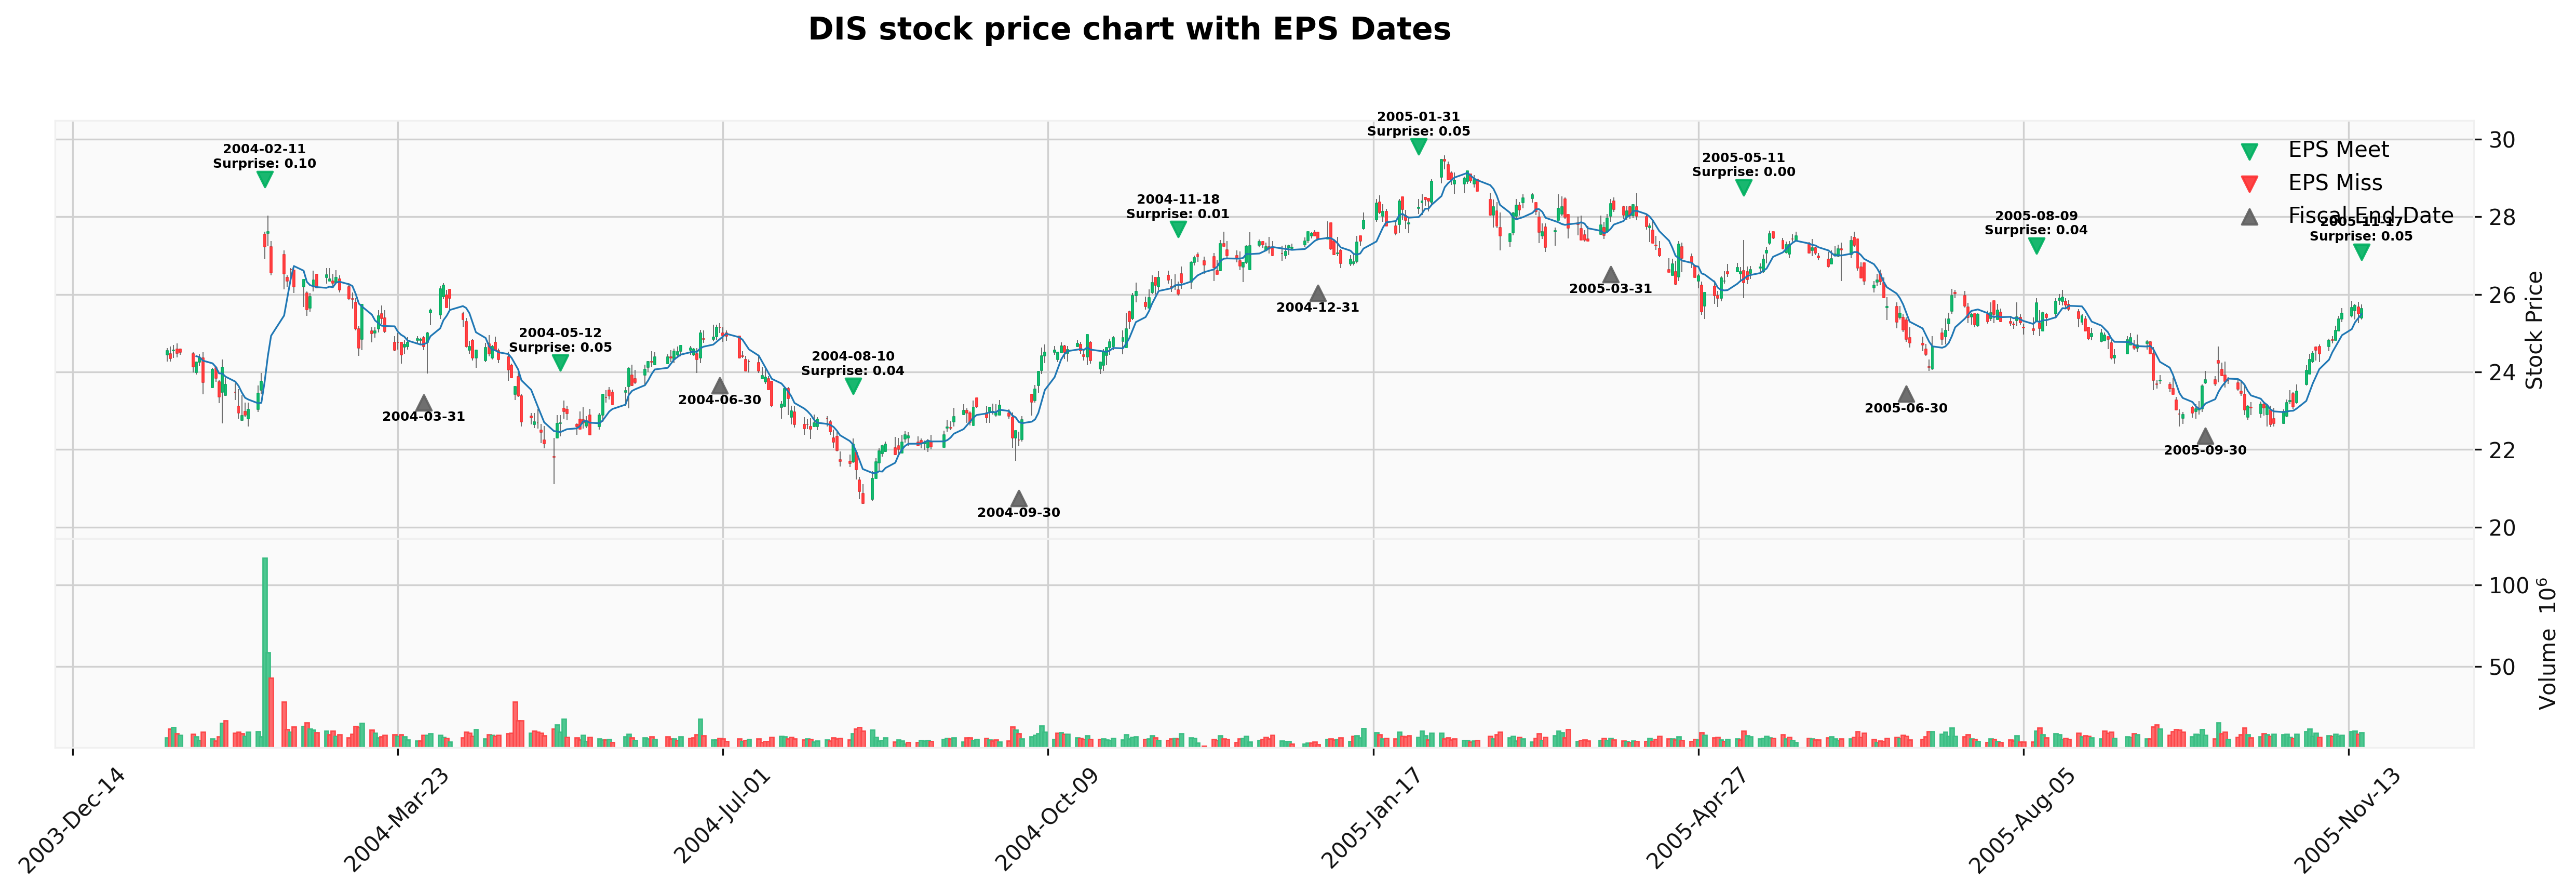 DIS stock price chart with EPS Dates
2005-01-31
Surprise: 0.05
2004-02-11
Surprise: 0.10
2005-05-11
Surprise: 0.00
2004-11-18
Surprise: 0.01
2005-08-09
Surprise: 0.04
2005-11-17
Surprise: 0.05
2004-05-12
Surprise: 0.05
2004-08-10
Surprise: 0.04
2004-03-31
2004-06-30
2004-09-30
2004-12-31
2005-03-31
2005-06-30
2005-09-30
EPS Meet
EPS Miss
Fiscal End Date
30
28
26
24
22
20
Stock Price
100
50
Volume 10⁶
2003-Dec-14
2004-Mar-23
2004-Jul-01
2004-Oct-09
2005-Jan-17
2005-Apr-27
2005-Aug-05
2005-Nov-13